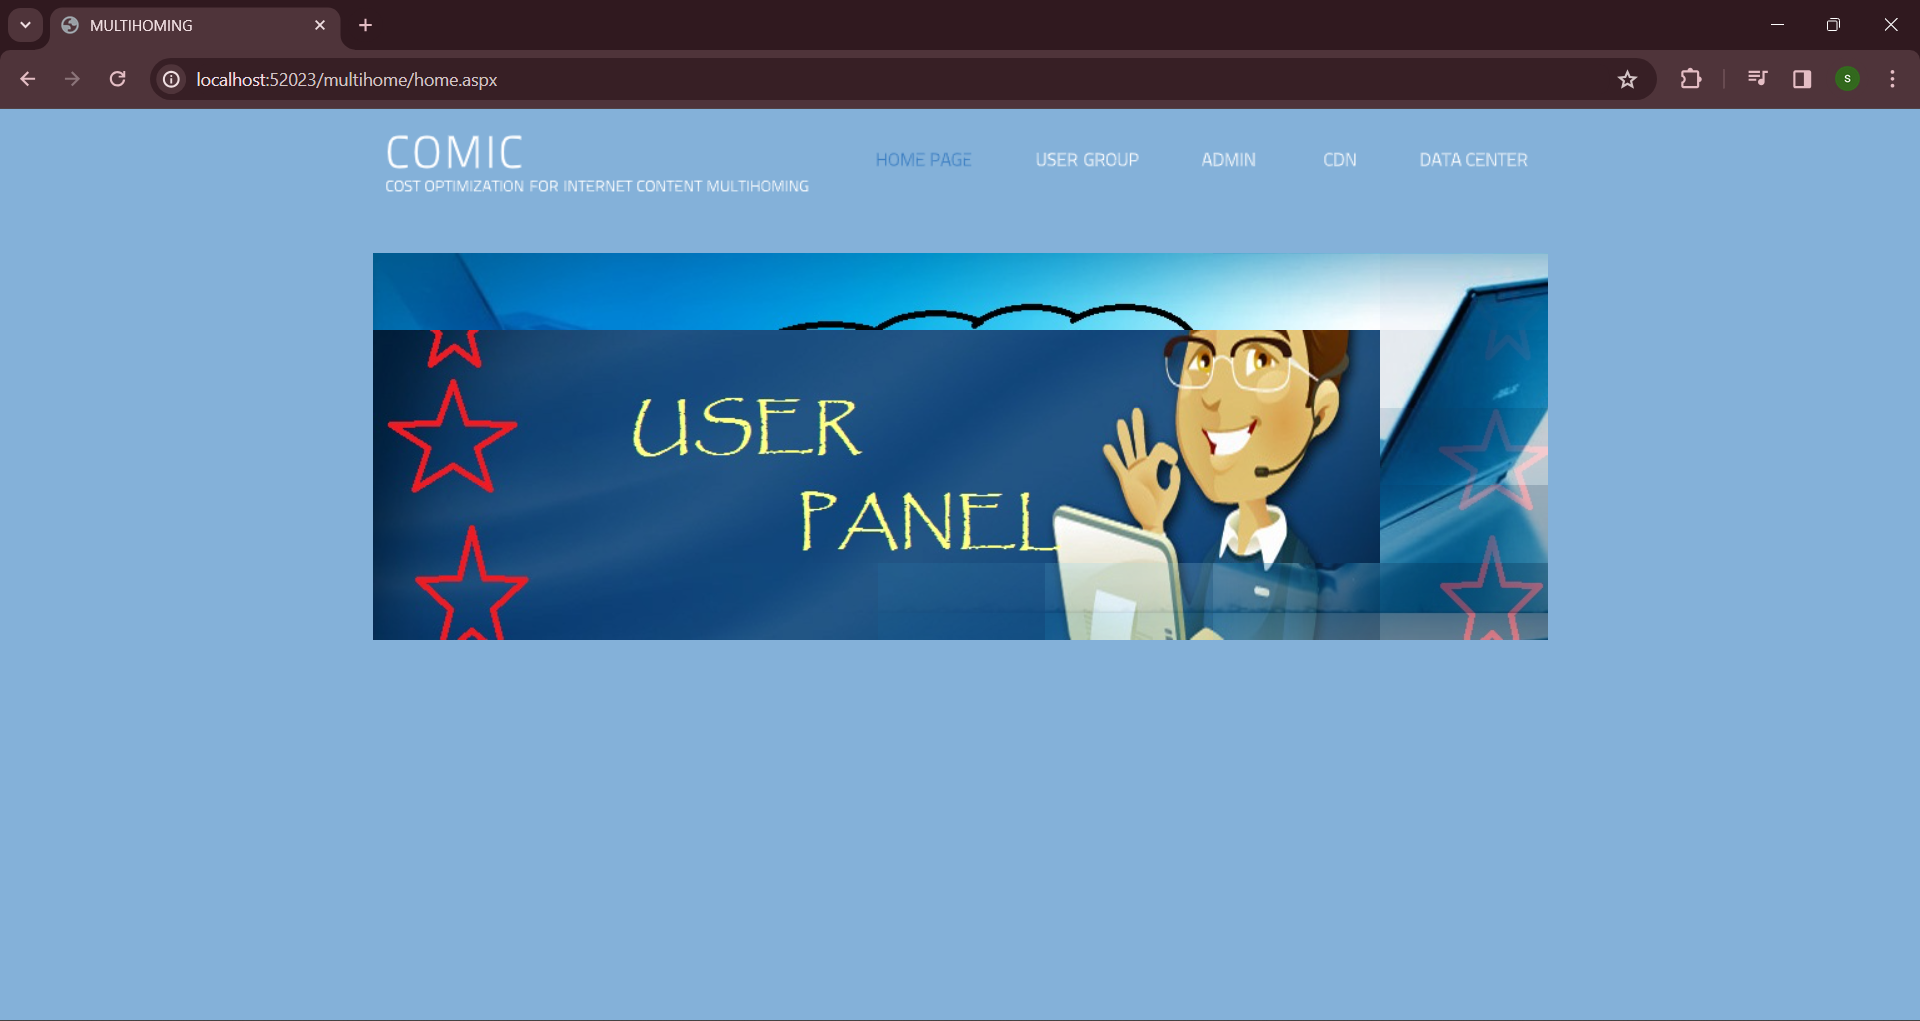 MULTIHOMING
localhost:52023/multihome/home.aspx
S
COMIC
COST OPTIMIZATION FOR INTERNET CONTENT MULTIHOMING
HOME PAGE USER GROUP ADMIN CDN DATA CENTER
USER
PANEL